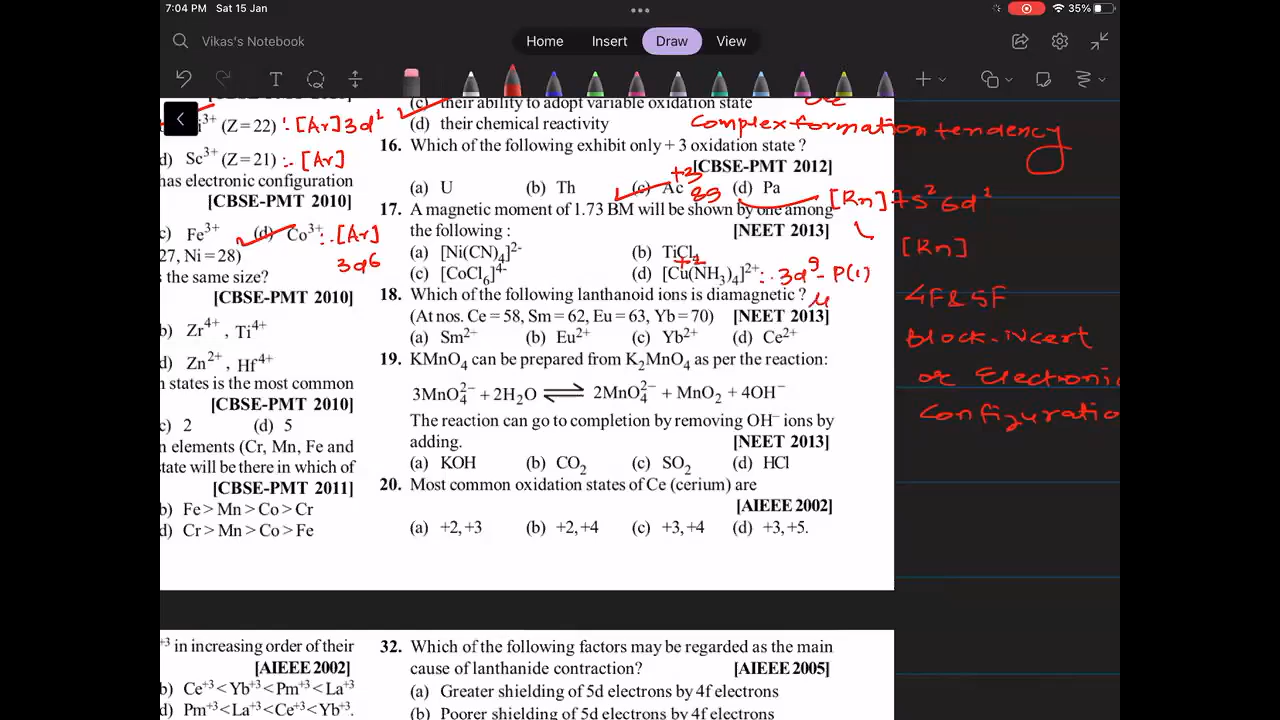 7:04 PM Sat 15 Jan
35%
Vikas's Notebook
Home Insert Draw View
3+ (Z=22) : [Ar] 3d1
d) Sc3+ (Z=21) :- [Ar]
has electronic configuration
[CBSE-PMT 2010]
c) Fe3+ (d) Co3+ :- [Ar]
3d6
27, Ni = 28)
s the same size?
[CBSE-PMT 2010]
b) Zr4+, Ti4+
d) Zn2+, Hf4+
n states is the most common
[CBSE-PMT 2010]
c) 2 (d) 5
n elements (Cr, Mn, Fe and
state will be there in which of
[CBSE-PMT 2011]
b) Fe > Mn > Co > Cr
d) Cr > Mn > Co > Fe
+3 in increasing order of their
[AIEEE 2002]
b) Ce+3 < Yb+3 < Pm+3 < La+3
d) Pm+3 < La+3 < Ce+3 < Yb+3.
(c) their ability to adopt variable oxidation state
(d) their chemical reactivity
complex formation tendency
16. Which of the following exhibit only + 3 oxidation state ?
[CBSE-PMT 2012]
+3
(a) U (b) Th (c) Ac (d) Pa
89
[Rn] 7s2 6d1
[Rn]
4F & 5F
Block-Ncert
or Electronic
configuratio
17. A magnetic moment of 1.73 BM will be shown by one among
the following : [NEET 2013]
(a) [Ni(CN)4]2- (b) TiCl4
+2
(c) [CoCl6]4- (d) [Cu(NH3)4]2+ :- 3d9 - P(1)
μ
18. Which of the following lanthanoid ions is diamagnetic ?
(At nos. Ce = 58, Sm = 62, Eu = 63, Yb = 70) [NEET 2013]
(a) Sm2- (b) Eu2+ (c) Yb2+ (d) Ce2+
19. KMnO4 can be prepared from K2MnO4 as per the reaction:
3MnO4 2- + 2H2O ⇌ 2MnO4 2- + MnO2 + 4OH-
The reaction can go to completion by removing OH- ions by
adding. [NEET 2013]
(a) KOH (b) CO2 (c) SO2 (d) HCl
20. Most common oxidation states of Ce (cerium) are
[AIEEE 2002]
(a) +2, +3 (b) +2, +4 (c) +3, +4 (d) +3, +5.
32. Which of the following factors may be regarded as the main
cause of lanthanide contraction? [AIEEE 2005]
(a) Greater shielding of 5d electrons by 4f electrons
(b) Poorer shielding of 5d electrons by 4f electrons